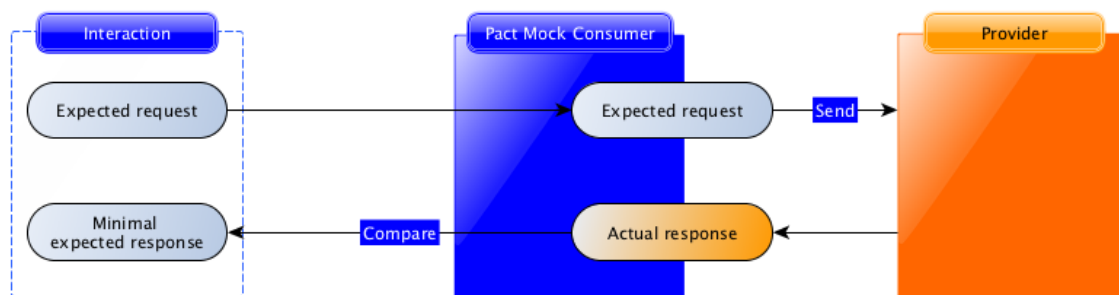 Interaction
Pact Mock Consumer
Provider
Expected request
Expected request
Send
Minimal
expected response
Compare
Actual response